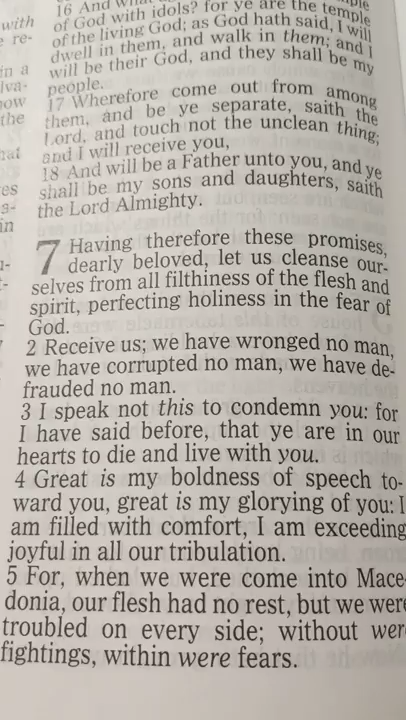 with
e re-
in a
lva-
now
the
nat
es
s-
in
16 And what
of God with idols? for ye are the temple
of the living God; as God hath said, I will
dwell in them, and walk in them; and I
will be their God, and they shall be my
people.
17 Wherefore come out from among
them, and be ye separate, saith the
Lord, and touch not the unclean thing;
and I will receive you,
18 And will be a Father unto you, and ye
shall be my sons and daughters, saith
the Lord Almighty.
7 Having therefore these promises,
dearly beloved, let us cleanse our-
selves from all filthiness of the flesh and
spirit, perfecting holiness in the fear of
God.
2 Receive us; we have wronged no man,
we have corrupted no man, we have de-
frauded no man.
3 I speak not this to condemn you: for
I have said before, that ye are in our
hearts to die and live with you.
4 Great is my boldness of speech to-
ward you, great is my glorying of you: I
am filled with comfort, I am exceeding
joyful in all our tribulation.
5 For, when we were come into Mace-
donia, our flesh had no rest, but we were
troubled on every side; without were
fightings, within were fears.